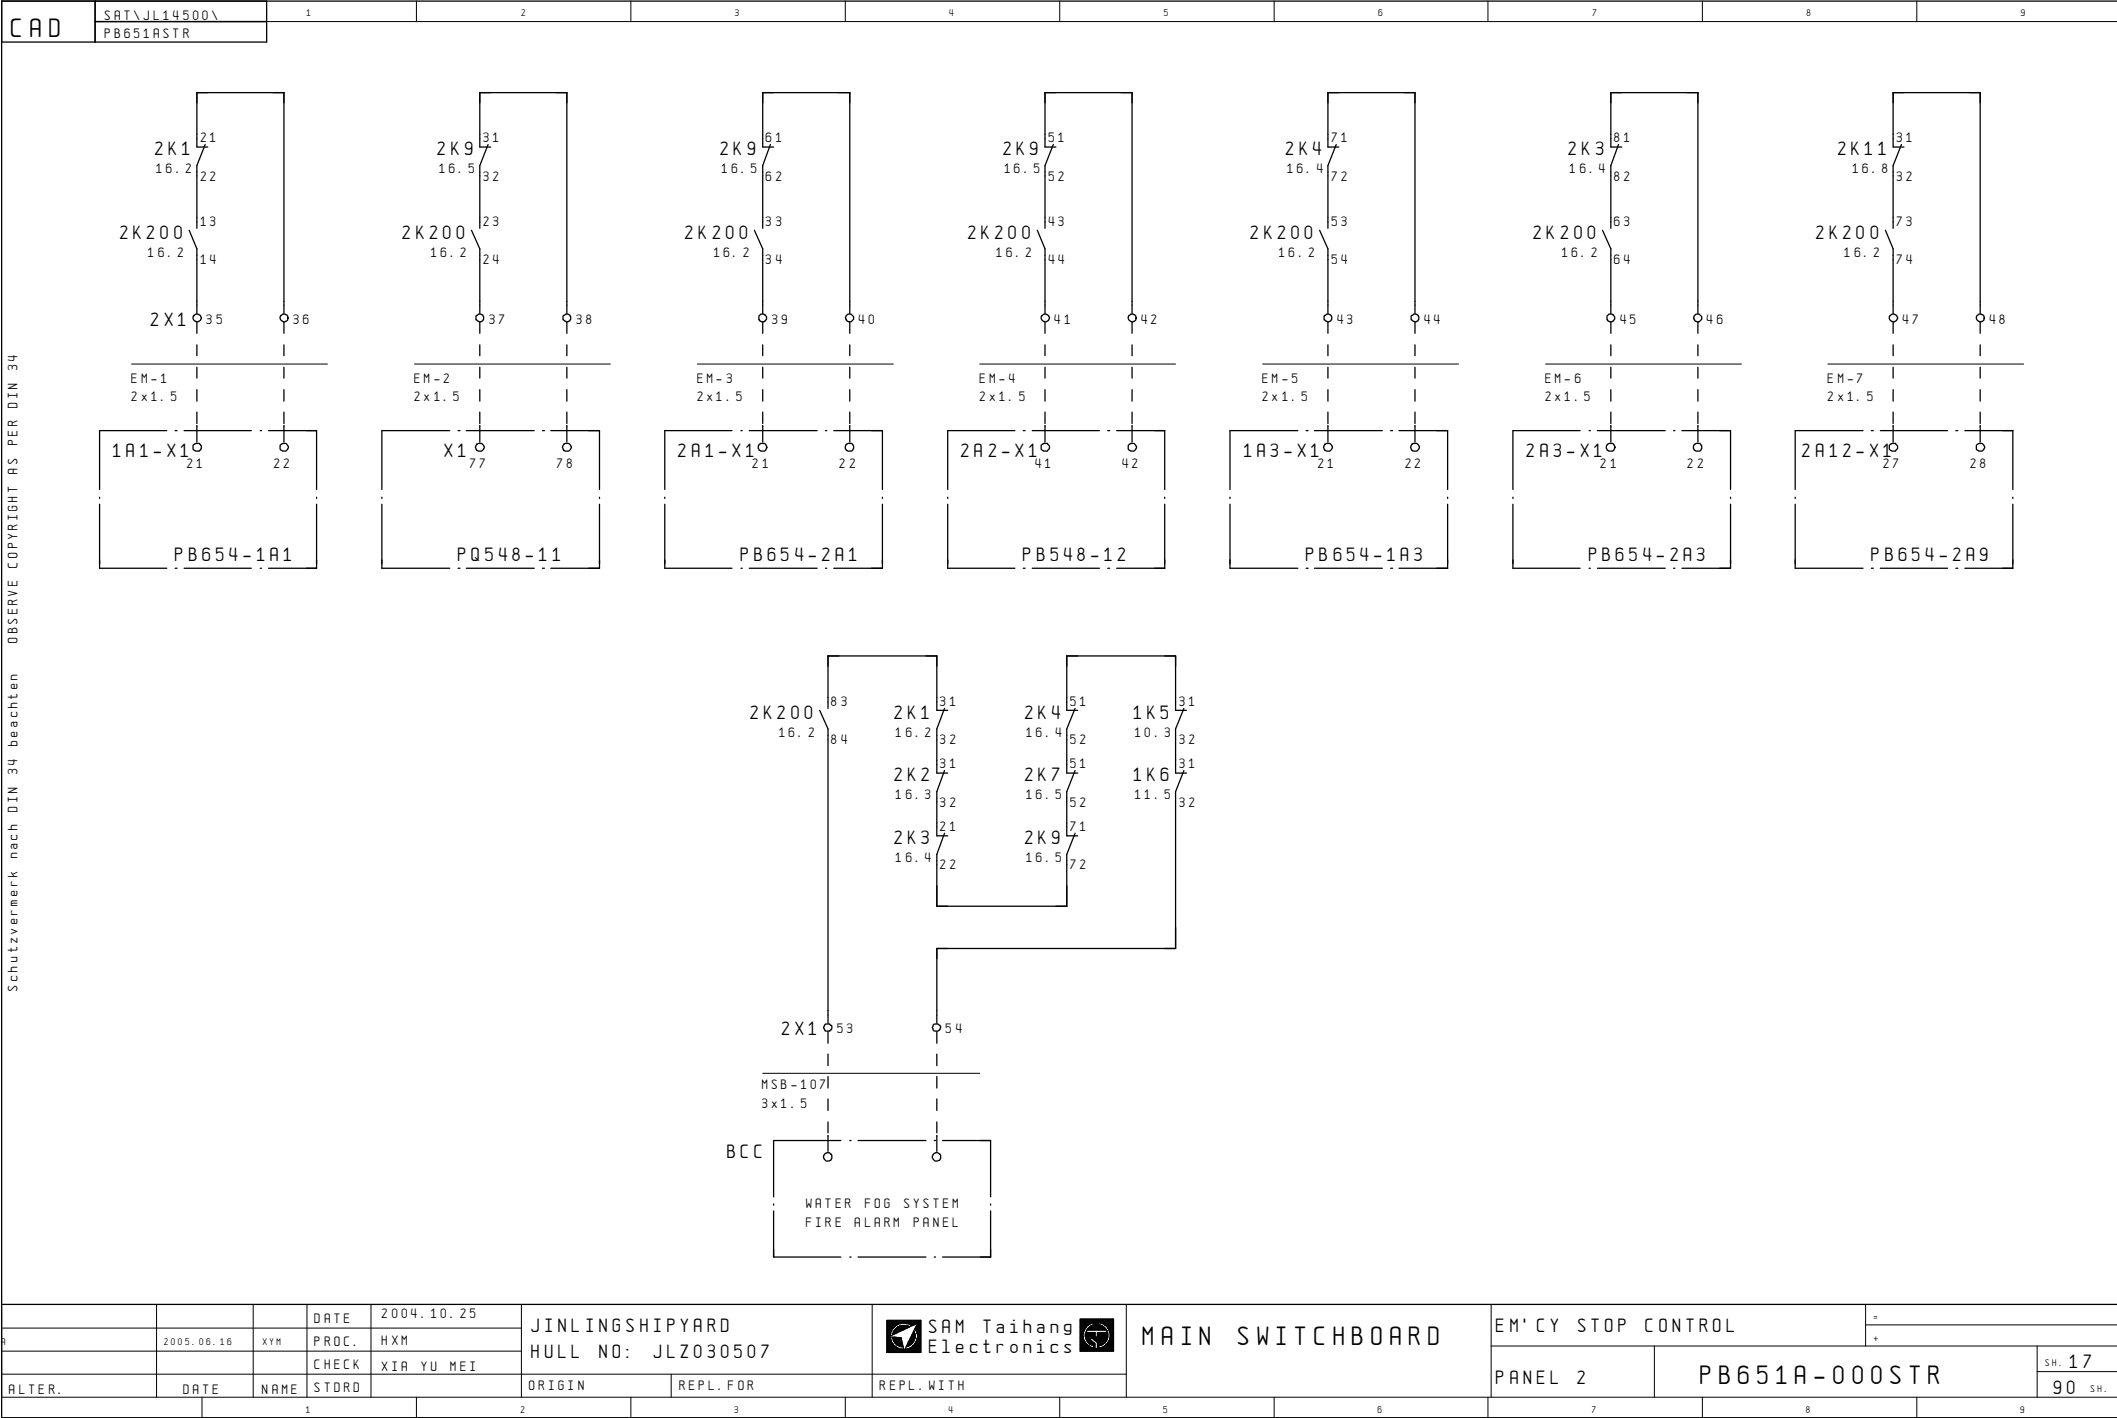 CAD
SAT\JL14500\
PB651ASTR
1 2 3 4 5 6 7 8 9
21 31 61 51 71 81 31
2K1 2K9 2K9 2K9 2K4 2K3 2K11
16.2 16.5 16.5 16.5 16.4 16.4 16.8
22 32 62 52 72 82 32
13 23 33 43 53 63 73
2K200 2K200 2K200 2K200 2K200 2K200 2K200
16.2 16.2 16.2 16.2 16.2 16.2 16.2
14 24 34 44 54 64 74
2X1 35 36 37 38 39 40 41 42 43 44 45 46 47 48
EM-1 EM-2 EM-3 EM-4 EM-5 EM-6 EM-7
2x1.5 2x1.5 2x1.5 2x1.5 2x1.5 2x1.5 2x1.5
1A1-X1 X1 2A1-X1 2A2-X1 1A3-X1 2A3-X1 2A12-X1
21 22 77 78 21 22 41 42 21 22 21 22 27 28
PB654-1A1 PQ548-11 PB654-2A1 PB548-12 PB654-1A3 PB654-2A3 PB654-2A9
Schutzvermerk nach DIN 34 beachten OBSERVE COPYRIGHT AS PER DIN 34
83 31 51 31
2K200 2K1 2K4 1K5
16.2 16.2 16.4 10.3
84 32 52 32
31 51 31
2K2 2K7 1K6
16.3 16.5 11.5
32 52 32
21 71
2K3 2K9
16.4 16.5
22 72
2X1 53 54
MSB-107
3x1.5
BCC
WATER FOG SYSTEM
FIRE ALARM PANEL
DATE 2004.10.25
A 2005.06.16 XYM PROC. HXM
CHECK XIA YU MEI
ALTER. DATE NAME STDRD
JINLINGSHIPYARD
HULL NO: JLZ030507
ORIGIN REPL.FOR REPL.WITH
SAM Taihang
Electronics
MAIN SWITCHBOARD
EM'CY STOP CONTROL
=
+
PANEL 2
PB651A-000STR
SH. 17
90 SH.
1 2 3 4 5 6 7 8 9